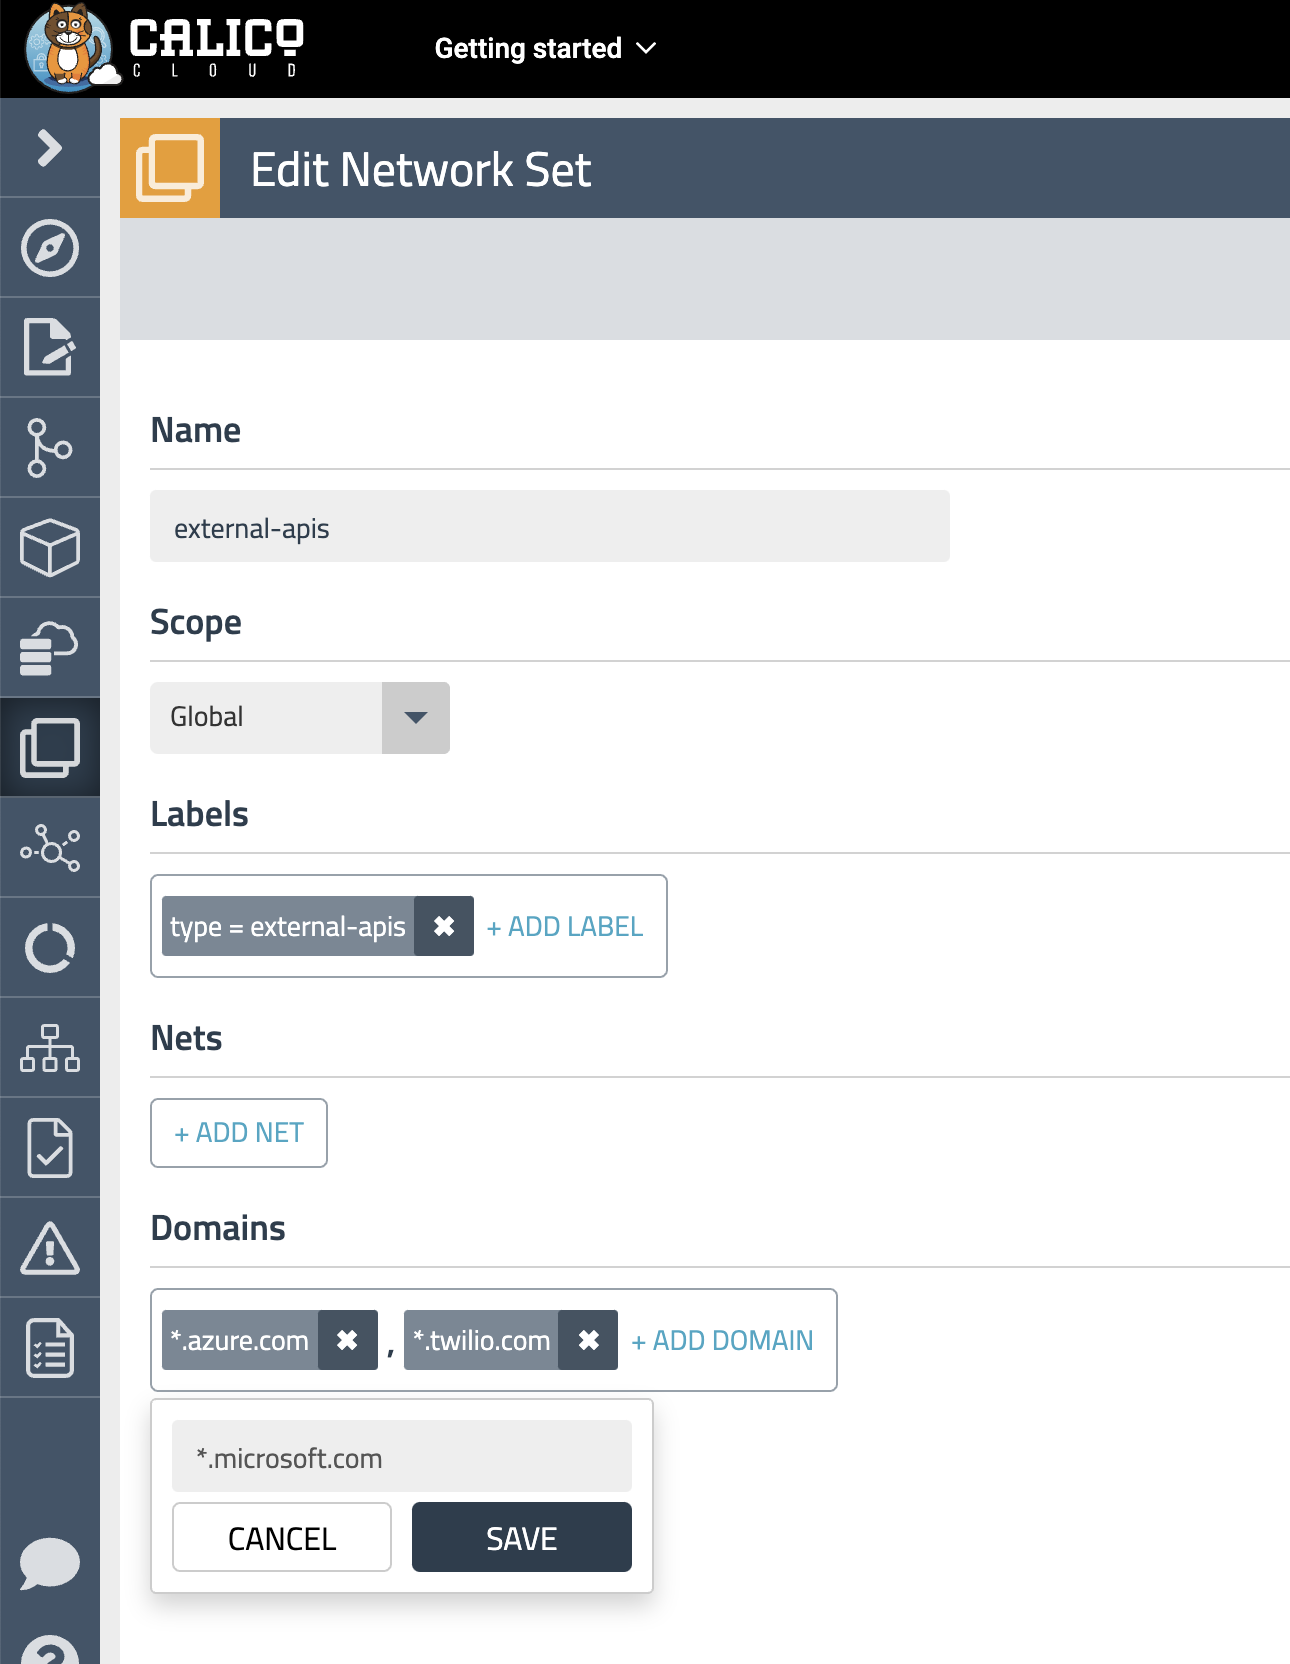 CALICO
CLOUD
Getting started
Edit Network Set
Name
external-apis
Scope
Global
Labels
type = external-apis + ADD LABEL
Nets
+ ADD NET
Domains
*.azure.com , *.twilio.com + ADD DOMAIN
*.microsoft.com
CANCEL SAVE